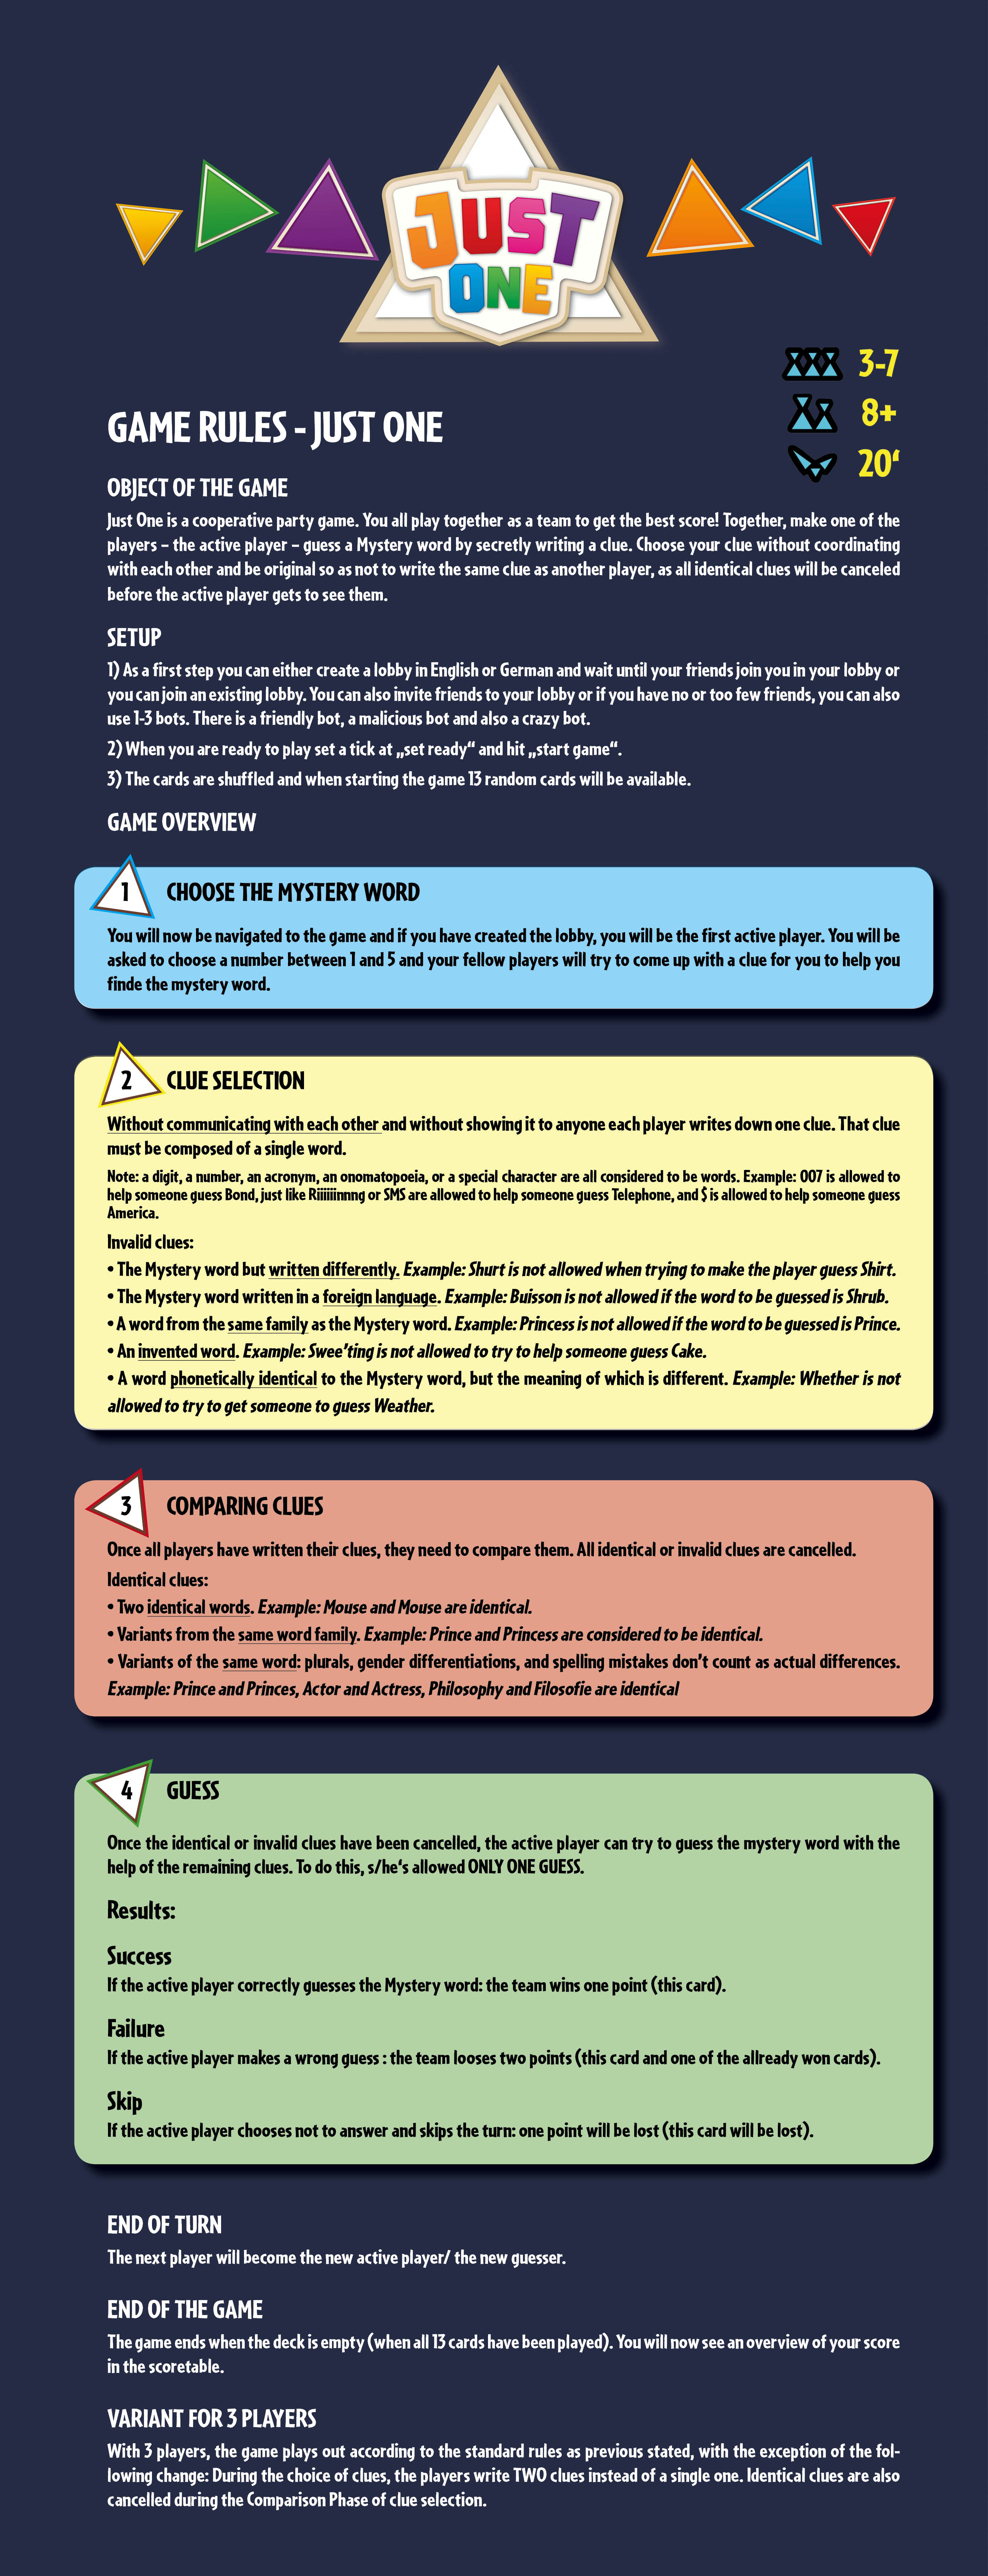 JUST
ONE
3-7
8+
20‘
GAME RULES - JUST ONE
OBJECT OF THE GAME
Just One is a cooperative party game. You all play together as a team to get the best score! Together, make one of the
players – the active player – guess a Mystery word by secretly writing a clue. Choose your clue without coordinating
with each other and be original so as not to write the same clue as another player, as all identical clues will be canceled
before the active player gets to see them.
SETUP
1) As a first step you can either create a lobby in English or German and wait until your friends join you in your lobby or
you can join an existing lobby. You can also invite friends to your lobby or if you have no or too few friends, you can also
use 1-3 bots. There is a friendly bot, a malicious bot and also a crazy bot.
2) When you are ready to play set a tick at „set ready“ and hit „start game“.
3) The cards are shuffled and when starting the game 13 random cards will be available.
GAME OVERVIEW
1 CHOOSE THE MYSTERY WORD
You will now be navigated to the game and if you have created the lobby, you will be the first active player. You will be
asked to choose a number between 1 and 5 and your fellow players will try to come up with a clue for you to help you
finde the mystery word.
2 CLUE SELECTION
Without communicating with each other and without showing it to anyone each player writes down one clue. That clue
must be composed of a single word.
Note: a digit, a number, an acronym, an onomatopoeia, or a special character are all considered to be words. Example: 007 is allowed to
help someone guess Bond, just like Riiiiiinnng or SMS are allowed to help someone guess Telephone, and $ is allowed to help someone guess
America.
Invalid clues:
• The Mystery word but written differently. Example: Shurt is not allowed when trying to make the player guess Shirt.
• The Mystery word written in a foreign language. Example: Buisson is not allowed if the word to be guessed is Shrub.
• A word from the same family as the Mystery word. Example: Princess is not allowed if the word to be guessed is Prince.
• An invented word. Example: Swee’ting is not allowed to try to help someone guess Cake.
• A word phonetically identical to the Mystery word, but the meaning of which is different. Example: Whether is not
allowed to try to get someone to guess Weather.
3 COMPARING CLUES
Once all players have written their clues, they need to compare them. All identical or invalid clues are cancelled.
Identical clues:
• Two identical words. Example: Mouse and Mouse are identical.
• Variants from the same word family. Example: Prince and Princess are considered to be identical.
• Variants of the same word: plurals, gender differentiations, and spelling mistakes don’t count as actual differences.
Example: Prince and Princes, Actor and Actress, Philosophy and Filosofie are identical
4 GUESS
Once the identical or invalid clues have been cancelled, the active player can try to guess the mystery word with the
help of the remaining clues. To do this, s/he‘s allowed ONLY ONE GUESS.
Results:
Success
If the active player correctly guesses the Mystery word: the team wins one point (this card).
Failure
If the active player makes a wrong guess : the team looses two points (this card and one of the allready won cards).
Skip
If the active player chooses not to answer and skips the turn: one point will be lost (this card will be lost).
END OF TURN
The next player will become the new active player/ the new guesser.
END OF THE GAME
The game ends when the deck is empty (when all 13 cards have been played). You will now see an overview of your score
in the scoretable.
VARIANT FOR 3 PLAYERS
With 3 players, the game plays out according to the standard rules as previous stated, with the exception of the fol-
lowing change: During the choice of clues, the players write TWO clues instead of a single one. Identical clues are also
cancelled during the Comparison Phase of clue selection.